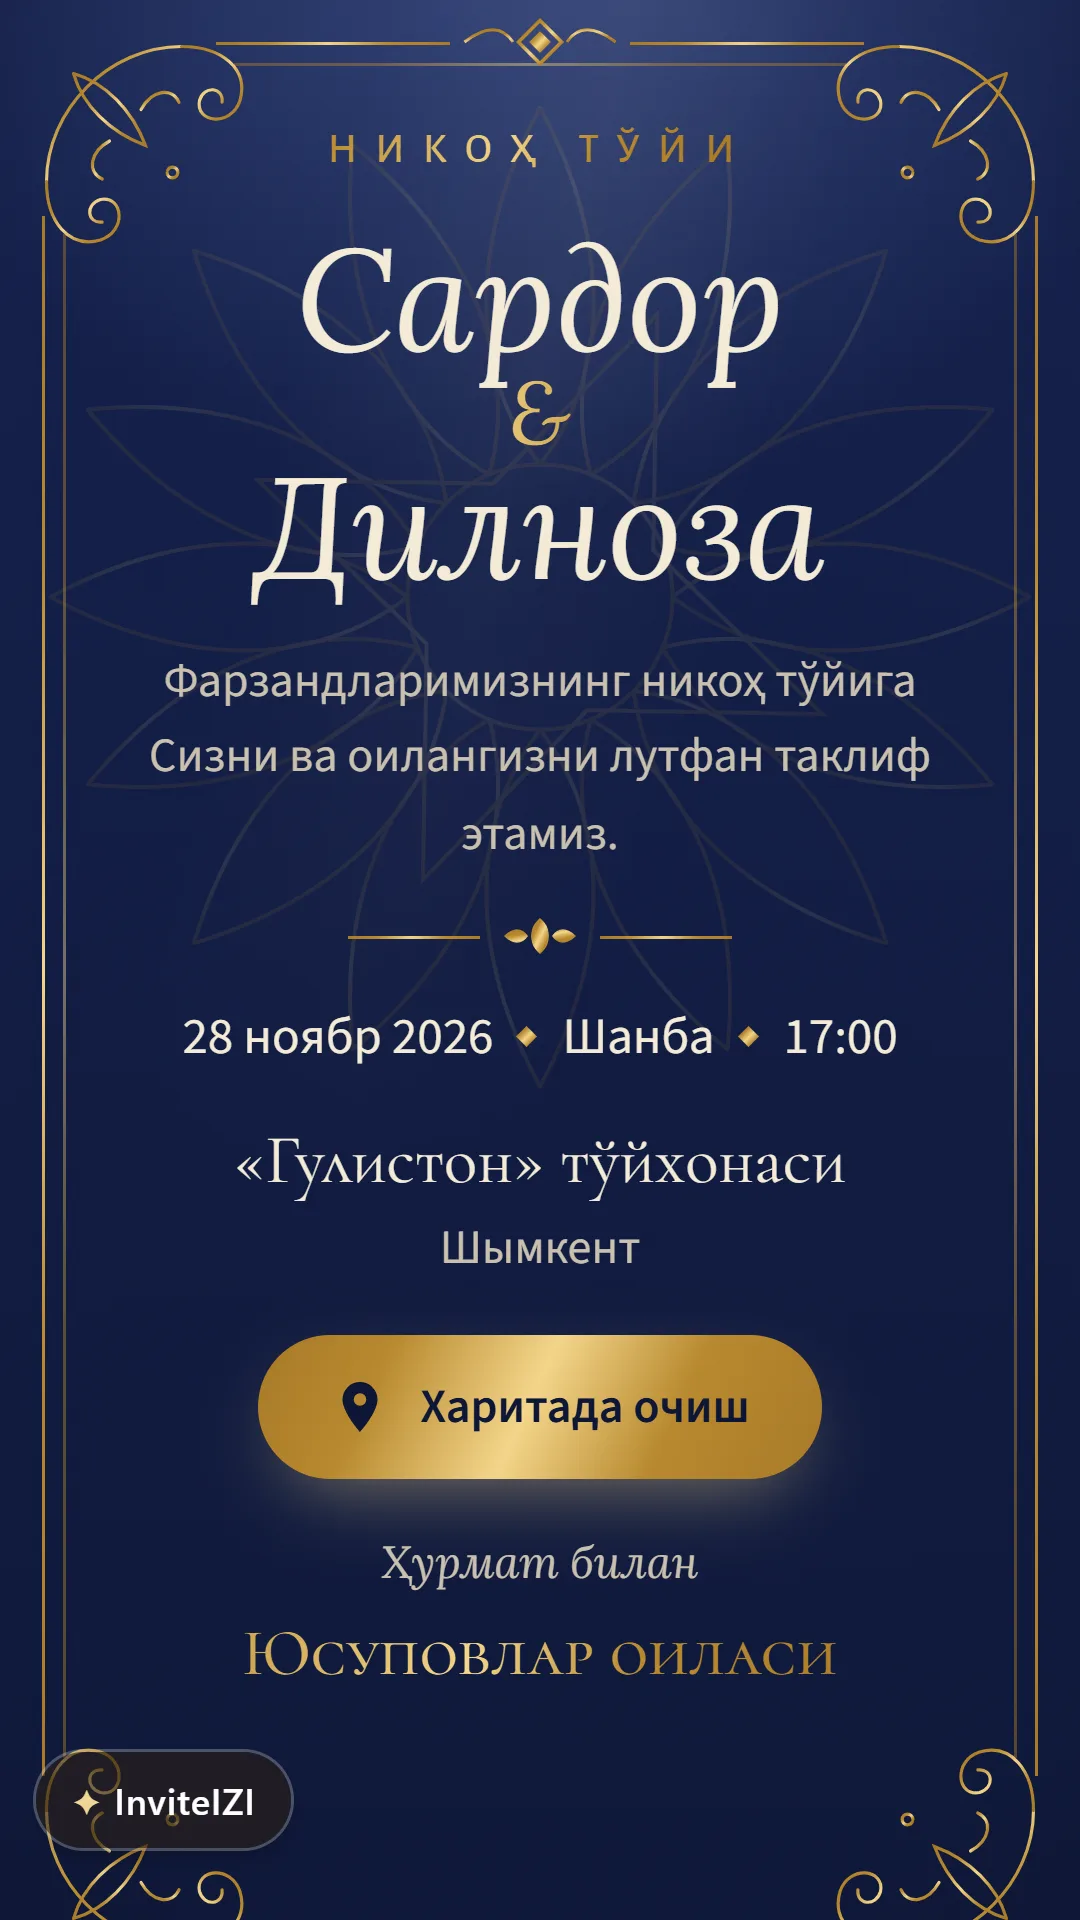 НИКОҲ ТЎЙИ
Сардор
&
Дилноза
Фарзандларимизнинг никоҳ тўйига
Сизни ва оилангизни лутфан таклиф
этамиз.
28 ноябр 2026 ◆ Шанба ◆ 17:00
«Гулистон» тўйхонаси
Шымкент
Харитада очиш
Ҳурмат билан
Юсуповлар оиласи
InviteIZI